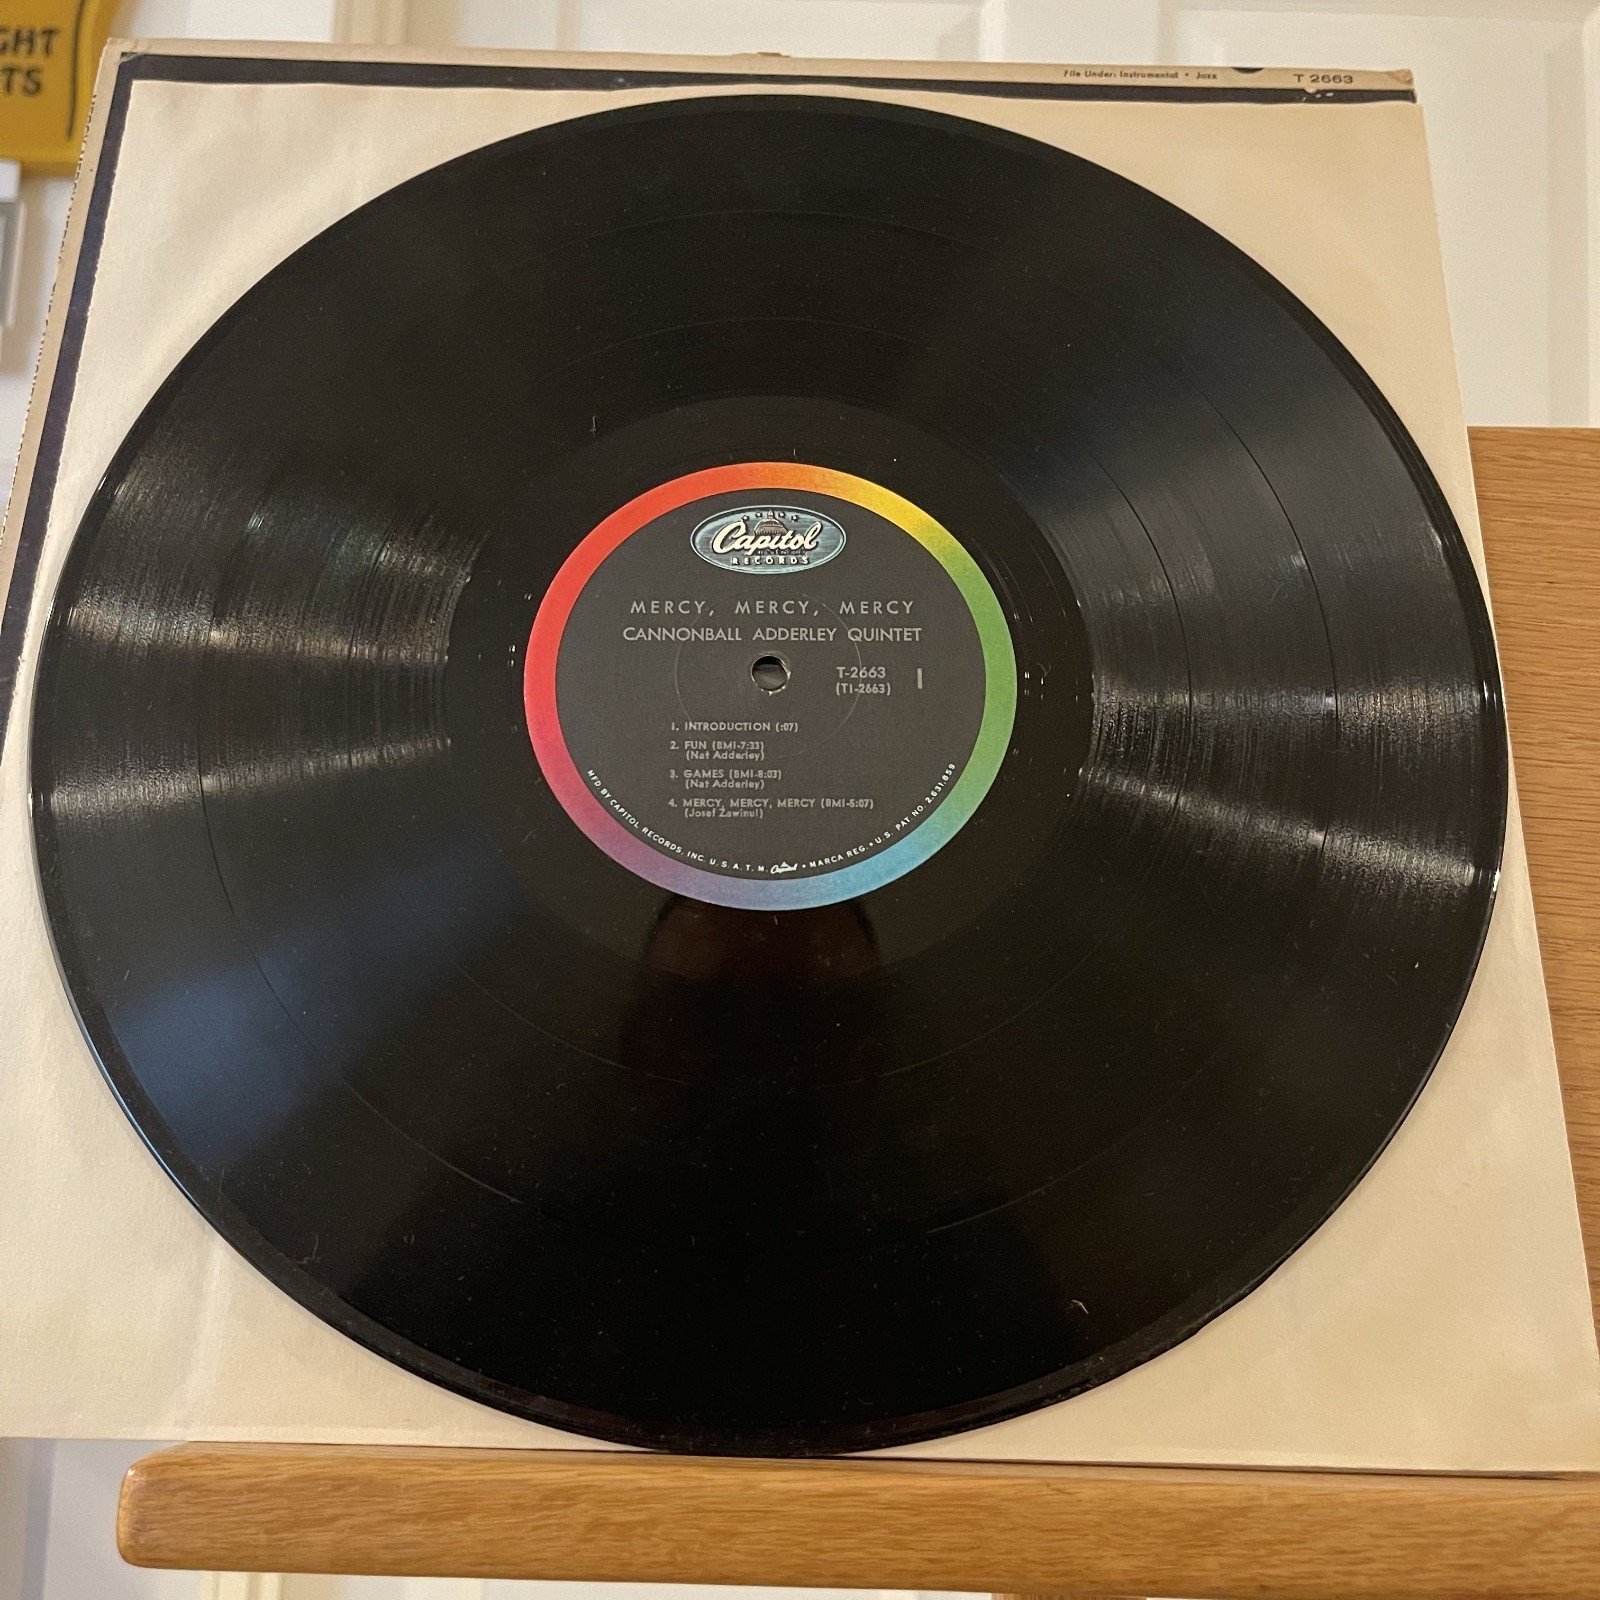 GHT
TS
File Under: Instrumental • Jazz
T 2663
Capitol
RECORDS
MERCY, MERCY, MERCY
CANNONBALL ADDERLEY QUINTET
T-2663
(T1-2663)
1
1. INTRODUCTION (:07)
2. FUN (BMI-7:33)
(Nat Adderley)
3. GAMES (BMI-8:03)
(Nat Adderley)
4. MERCY, MERCY, MERCY (BMI-5:07)
(Josef Zawinul)
MFD. BY CAPITOL RECORDS, INC. U. S. A. T. M. Capitol • MARCA REG. • U.S. PAT. NO. 2,631,859